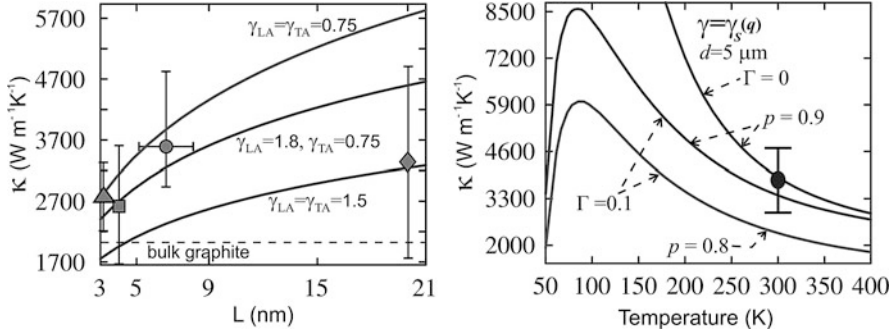 κ (W m⁻¹K⁻¹)
5700
4700
3700
2700
1700
γLA=γTA=0.75
γLA=1.8, γTA=0.75
γLA=γTA=1.5
bulk graphite
3 6 9 15 21
L (nm)
κ (W m⁻¹K⁻¹)
8500
7200
5900
4600
3300
2000
γ=γs(q)
d=5 μm
Γ = 0
p = 0.9
Γ =0.1
p = 0.8
50 100 150 200 250 300 350 400
Temperature (K)